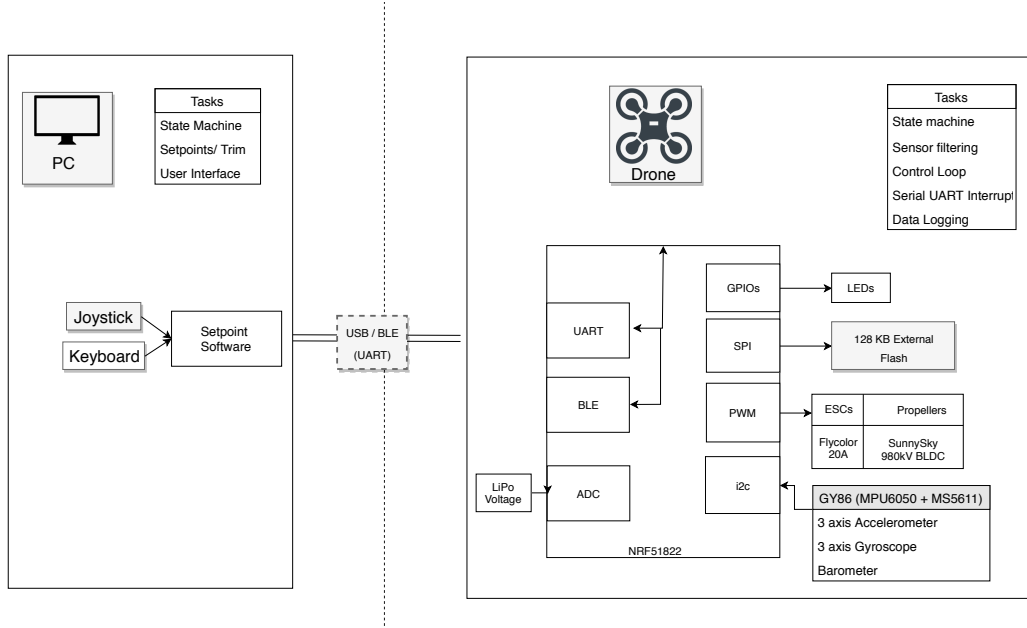 PC
Tasks
State Machine
Setpoints/ Trim
User Interface
Joystick
Keyboard
Setpoint
Software
USB / BLE
(UART)
Drone
Tasks
State machine
Sensor filtering
Control Loop
Serial UART Interrupt
Data Logging
UART
BLE
ADC
LiPo
Voltage
GPIOs
SPI
PWM
i2c
NRF51822
LEDs
128 KB External
Flash
ESCs
Propellers
Flycolor
20A
SunnySky
980kV BLDC
GY86 (MPU6050 + MS5611)
3 axis Accelerometer
3 axis Gyroscope
Barometer